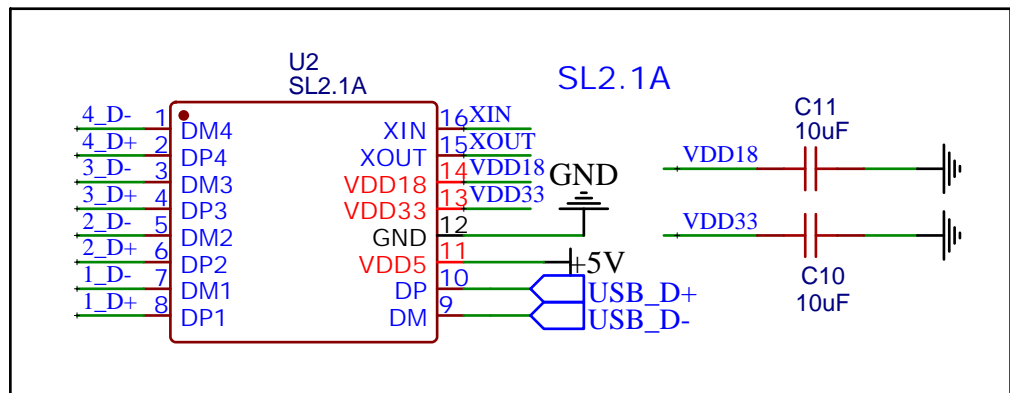 U2
SL2.1A
SL2.1A
4_D- 1 DM4 XIN 16 XIN
4_D+ 2 DP4 XOUT 15 XOUT
3_D- 3 DM3 VDD18 14 VDD18
3_D+ 4 DP3 VDD33 13 VDD33
2_D- 5 DM2 GND 12 GND
2_D+ 6 DP2 VDD5 11 +5V
1_D- 7 DM1 DP 10 USB_D+
1_D+ 8 DP1 DM 9 USB_D-
C11
10uF
VDD18
VDD33
C10
10uF